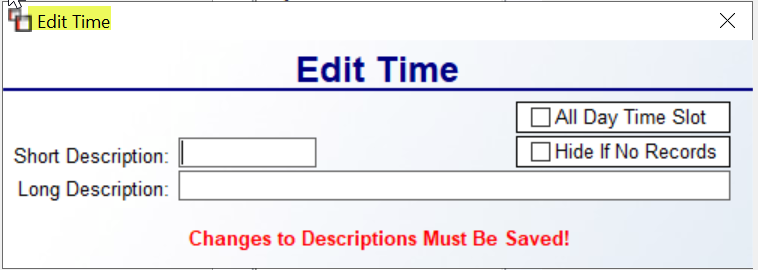 Edit Time
Edit Time
All Day Time Slot
Short Description:
Hide If No Records
Long Description:
Changes to Descriptions Must Be Saved!